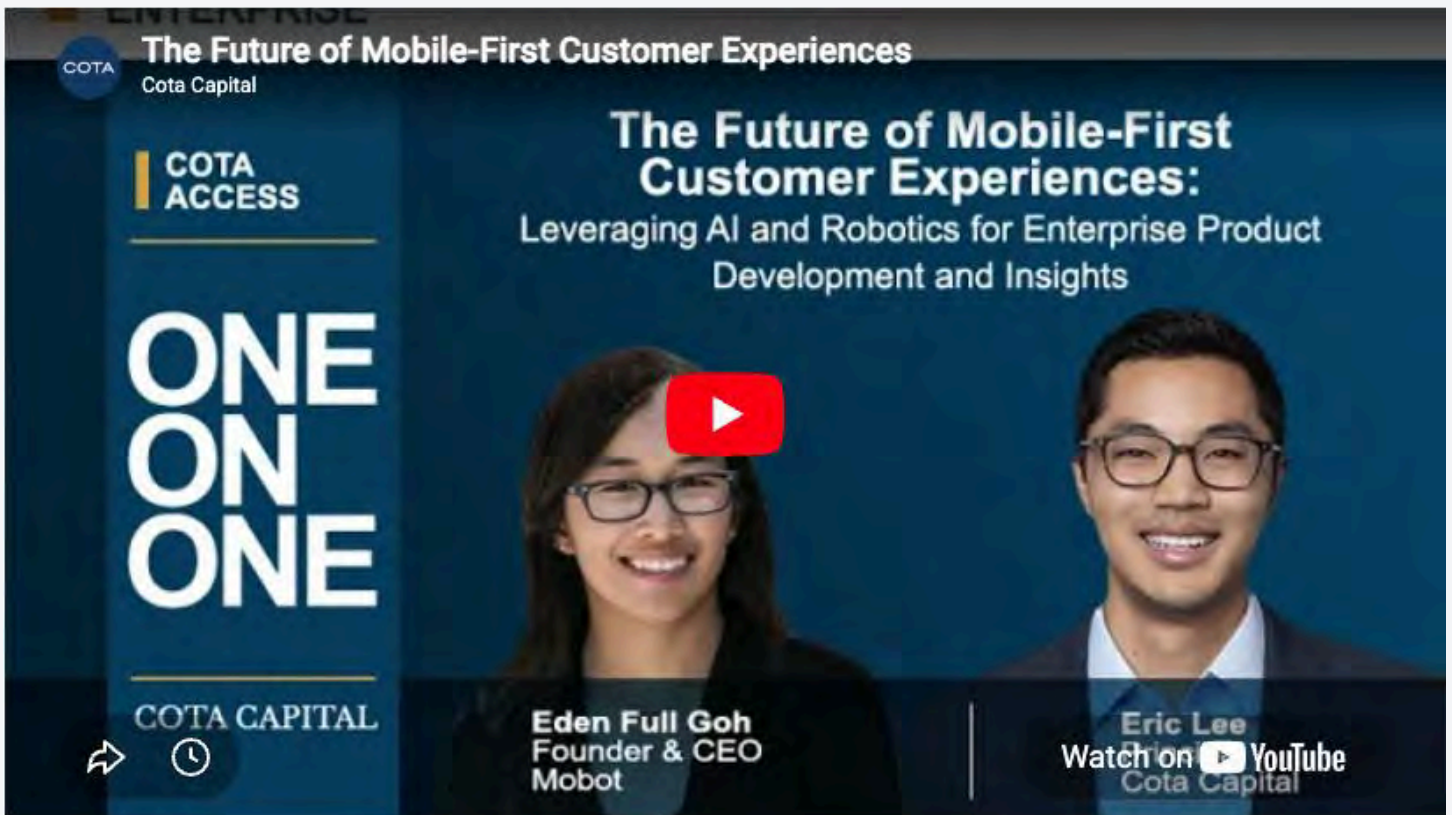 ENTERPRISE
COTA
The Future of Mobile-First Customer Experiences
Cota Capital
COTA
ACCESS
ONE
ON
ONE
COTA CAPITAL
The Future of Mobile-First
Customer Experiences:
Leveraging AI and Robotics for Enterprise Product
Development and Insights
Eden Full Goh
Founder & CEO
Mobot
Eric Lee
Cota Capital
Watch on YouTube